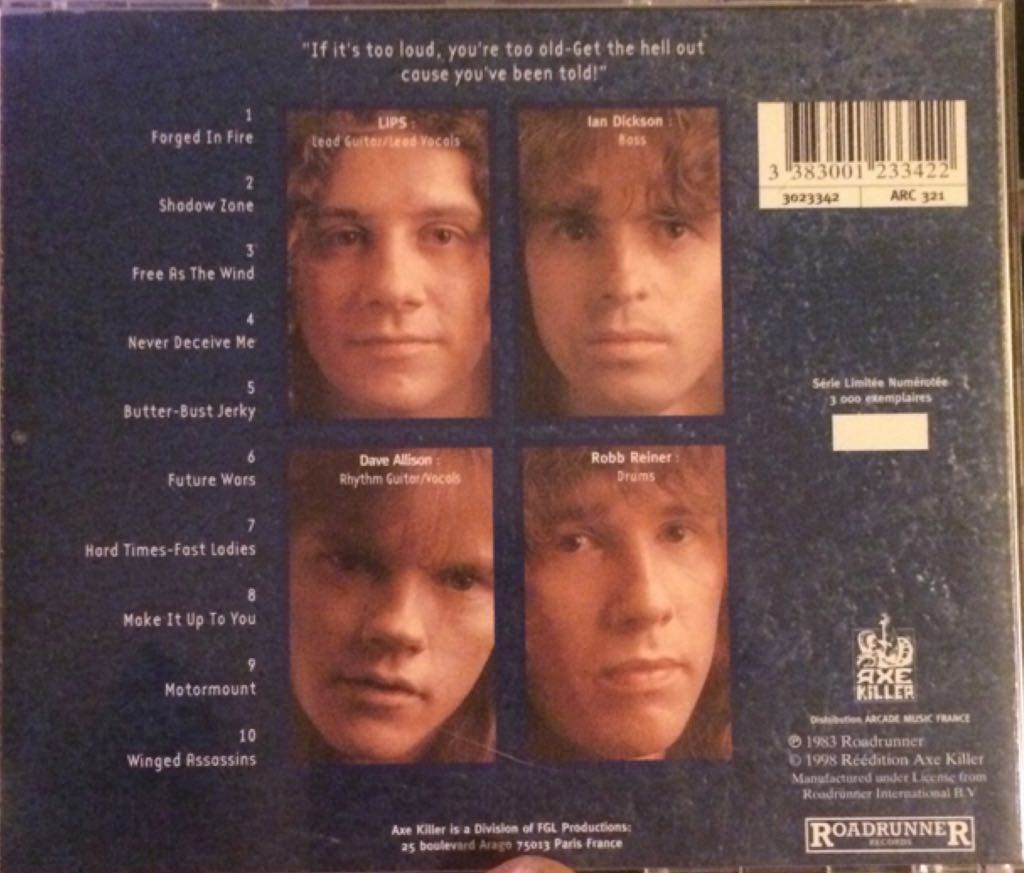 "If it's too loud, you're too old-Get the hell out
cause you've been told!"
1
Forged In Fire
2
Shadow Zone
3
Free As The Wind
4
Never Deceive Me
5
Butter-Bust Jerky
6
Future Wars
7
Hard Times-Fast Ladies
8
Make It Up To You
9
Motormount
10
Winged Assassins
LIPS :
Lead Guitar/Lead Vocals
Ian Dickson :
Bass
Dave Allison :
Rhythm Guitar/Vocals
Robb Reiner :
Drums
3 383001 233422
3023342 ARC 321
Série Limitée Numérotée
3 000 exemplaires
AXE
KILLER
Distribution ARCADE MUSIC FRANCE
℗ 1983 Roadrunner
© 1998 Réédition Axe Killer
Manufactured under License from
Roadrunner International B.V
ROADRUNNER
RECORDS
Axe Killer is a Division of FGL Productions:
25 boulevard Arago 75013 Paris France